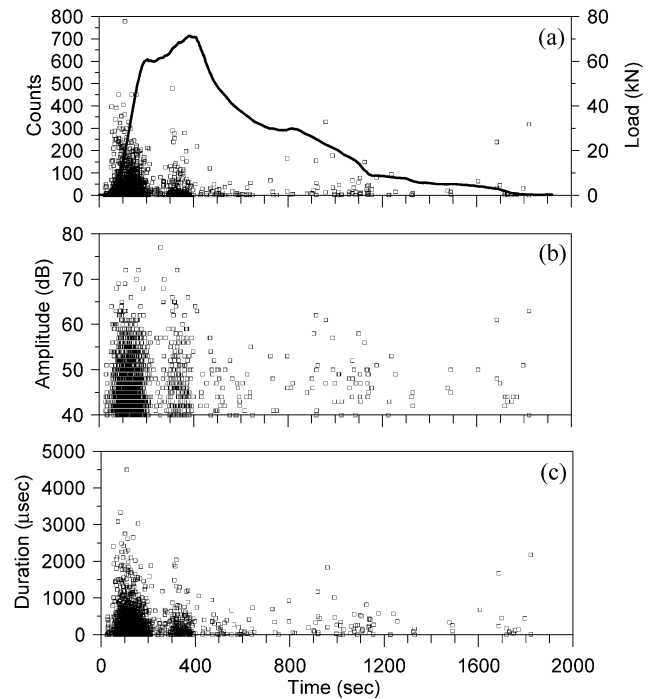 800
700
600
500
400
300
200
100
0
Counts
80
60
40
20
0
Load (kN)
(a)
80
70
60
50
40
Amplitude (dB)
(b)
5000
4000
3000
2000
1000
0
Duration (μsec)
(c)
0 400 800 1200 1600 2000
Time (sec)